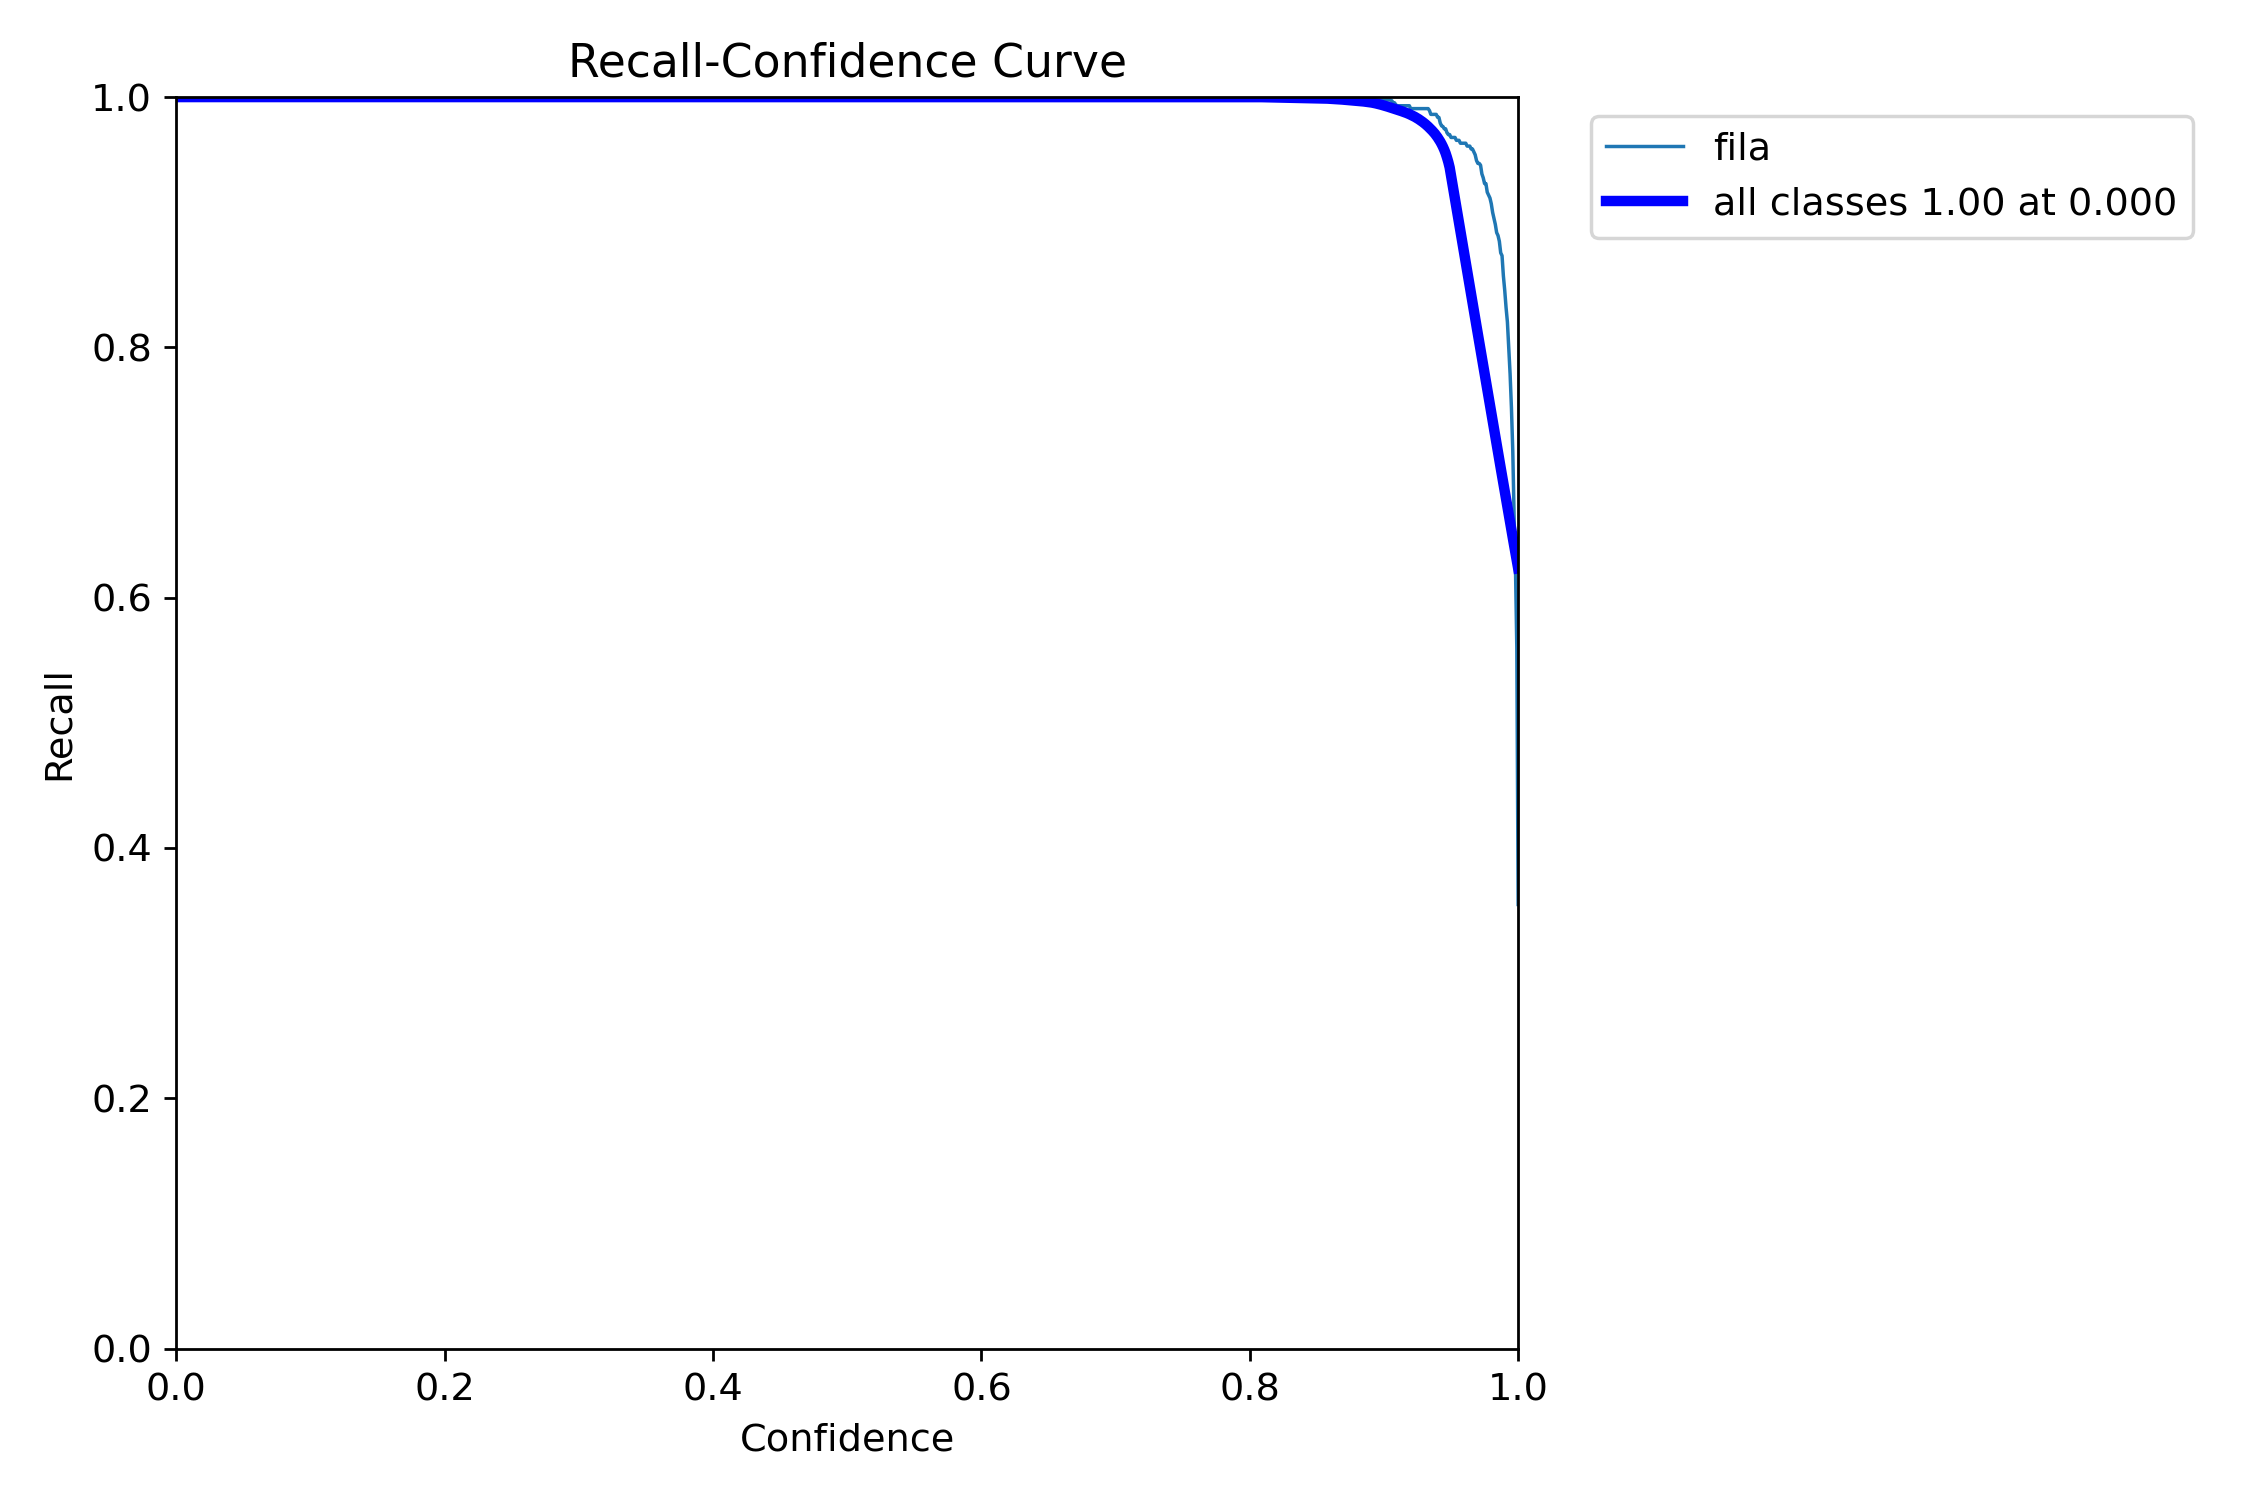 Recall-Confidence Curve
1.0
0.8
0.6
0.4
0.2
0.0
Recall
0.0 0.2 0.4 0.6 0.8 1.0
Confidence
fila
all classes 1.00 at 0.000